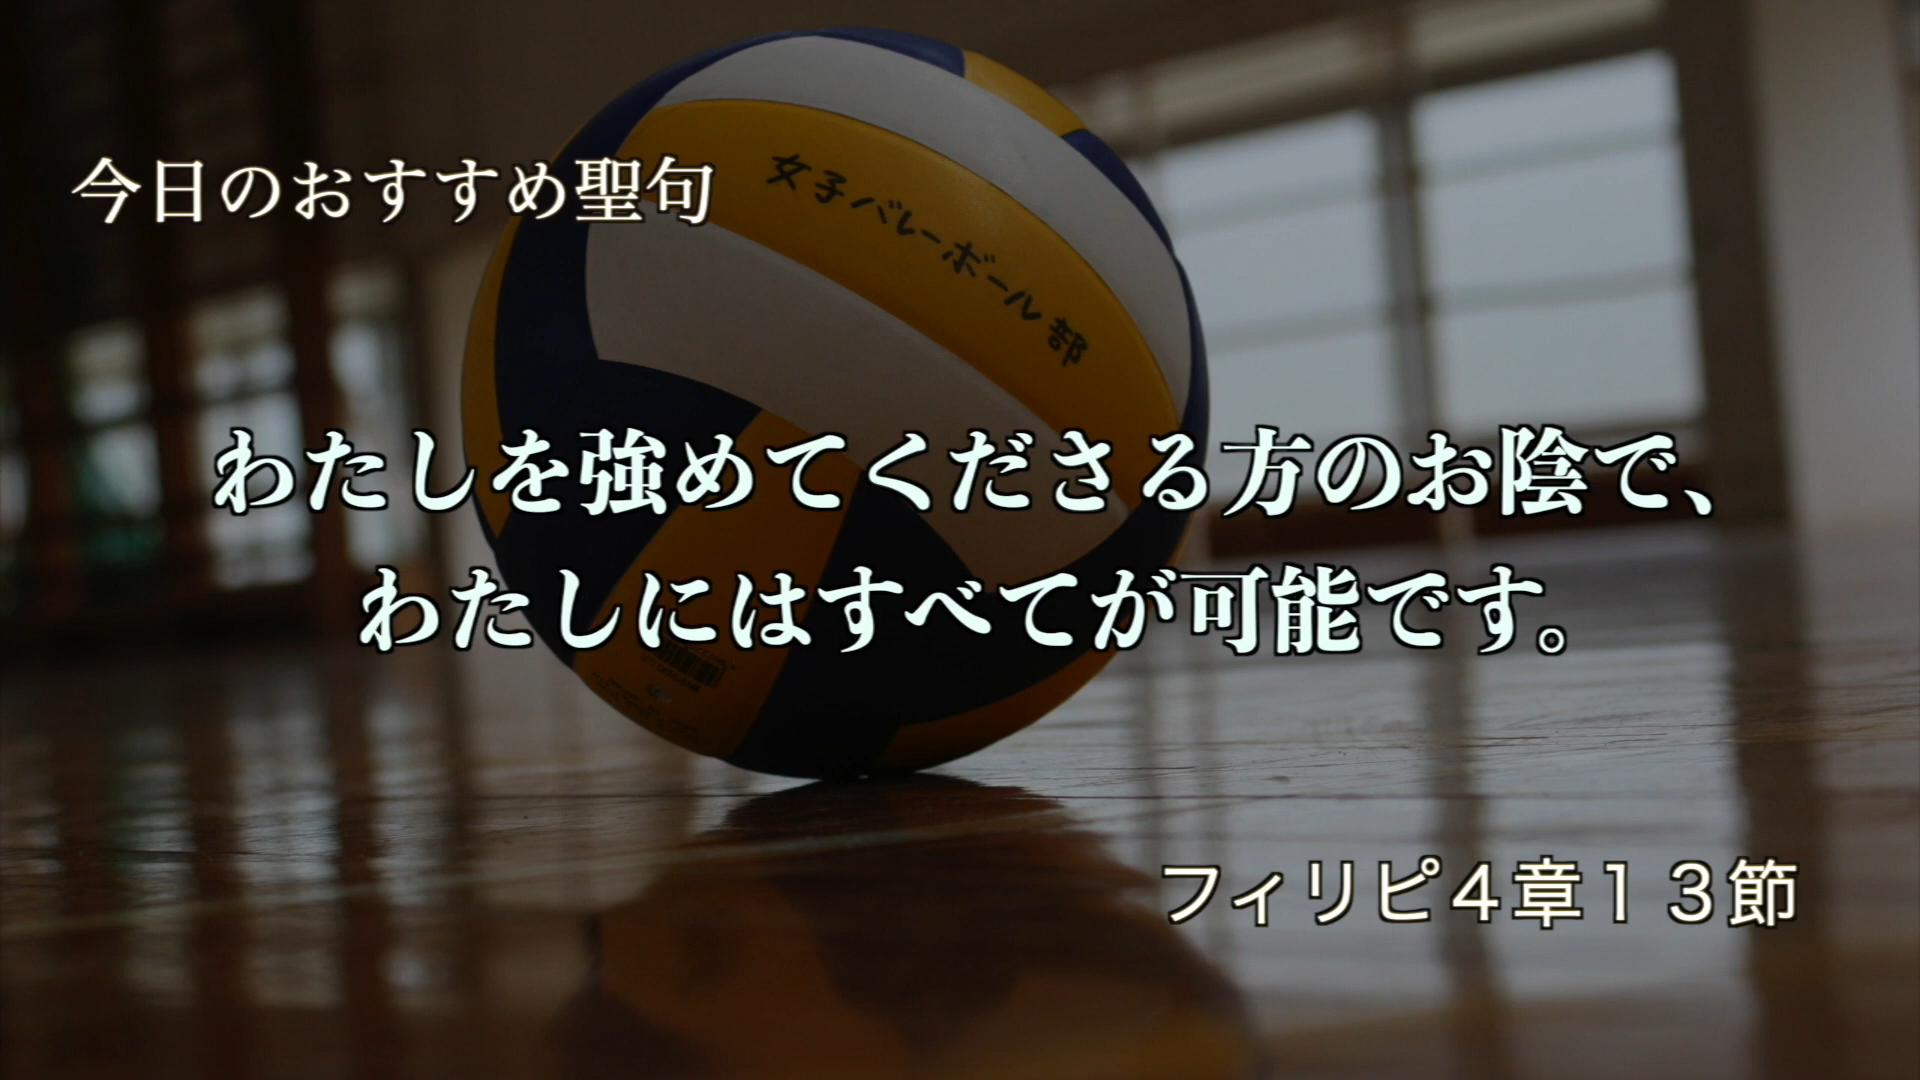 今日のおすすめ聖句
女子バレーボール部
わたしを強めてくださる方のお陰で、
わたしにはすべてが可能です。
フィリピ４章１３節